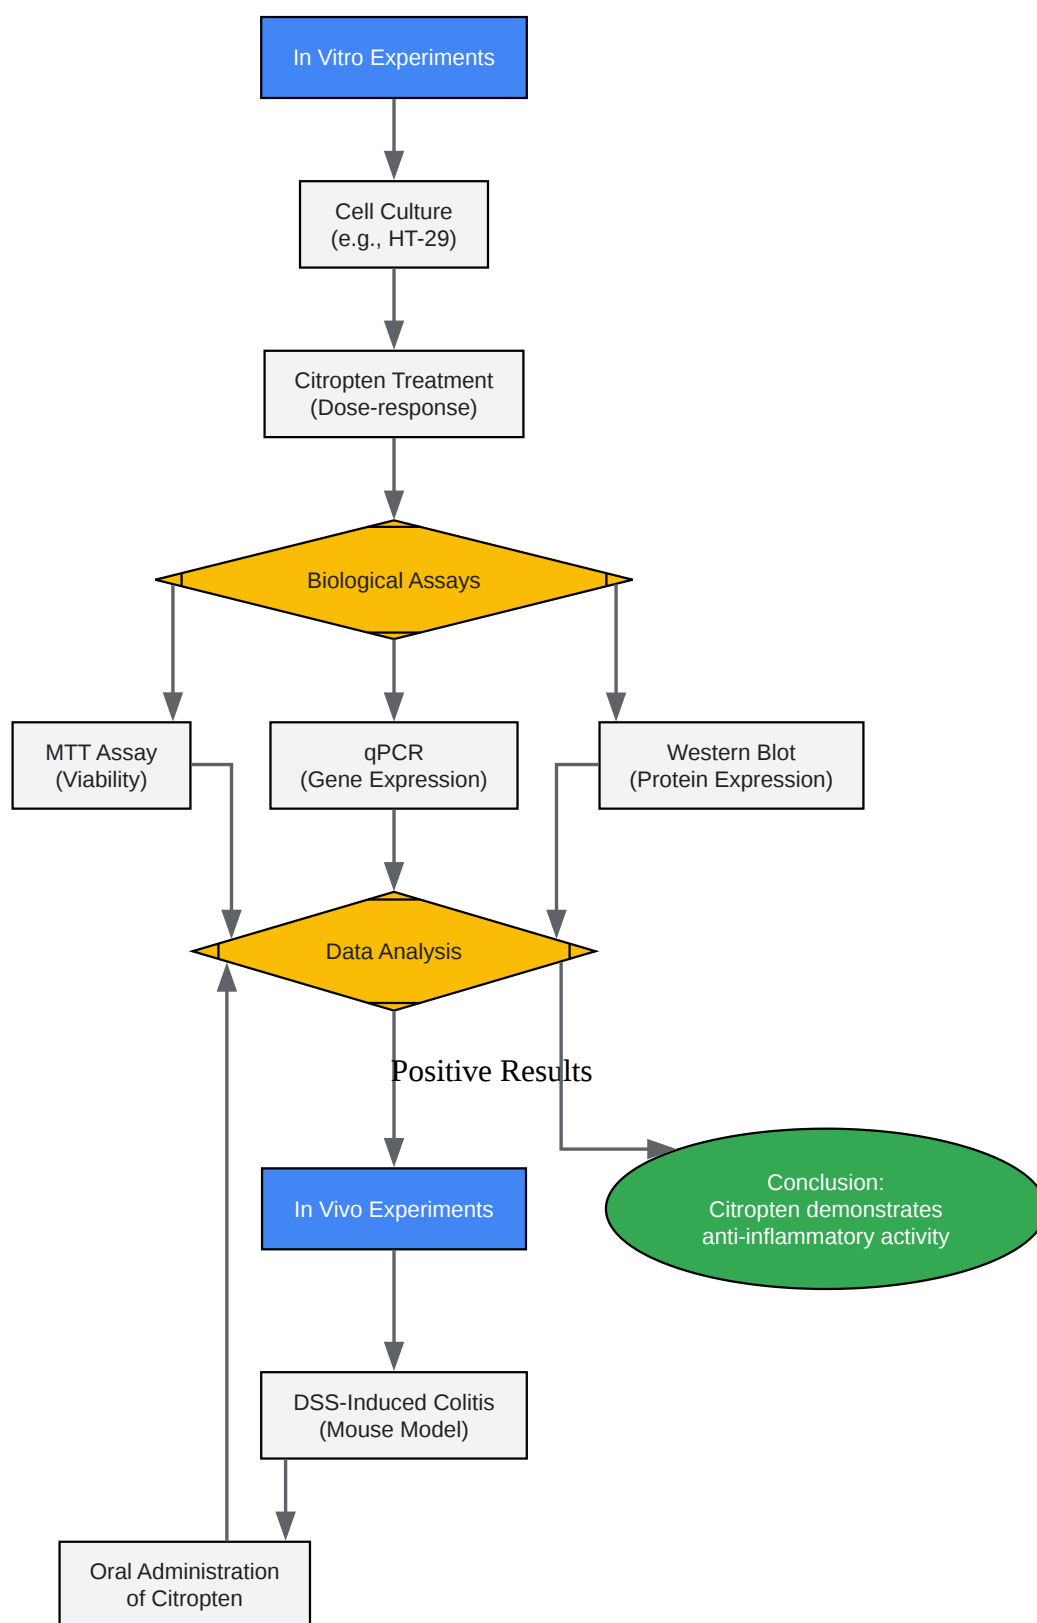 In Vitro Experiments
Cell Culture
(e.g., HT-29)
Citropten Treatment
(Dose-response)
Biological Assays
MTT Assay
(Viability)
qPCR
(Gene Expression)
Western Blot
(Protein Expression)
Data Analysis
Positive Results
In Vivo Experiments
Conclusion:
Citropten demonstrates
anti-inflammatory activity
DSS-Induced Colitis
(Mouse Model)
Oral Administration
of Citropten